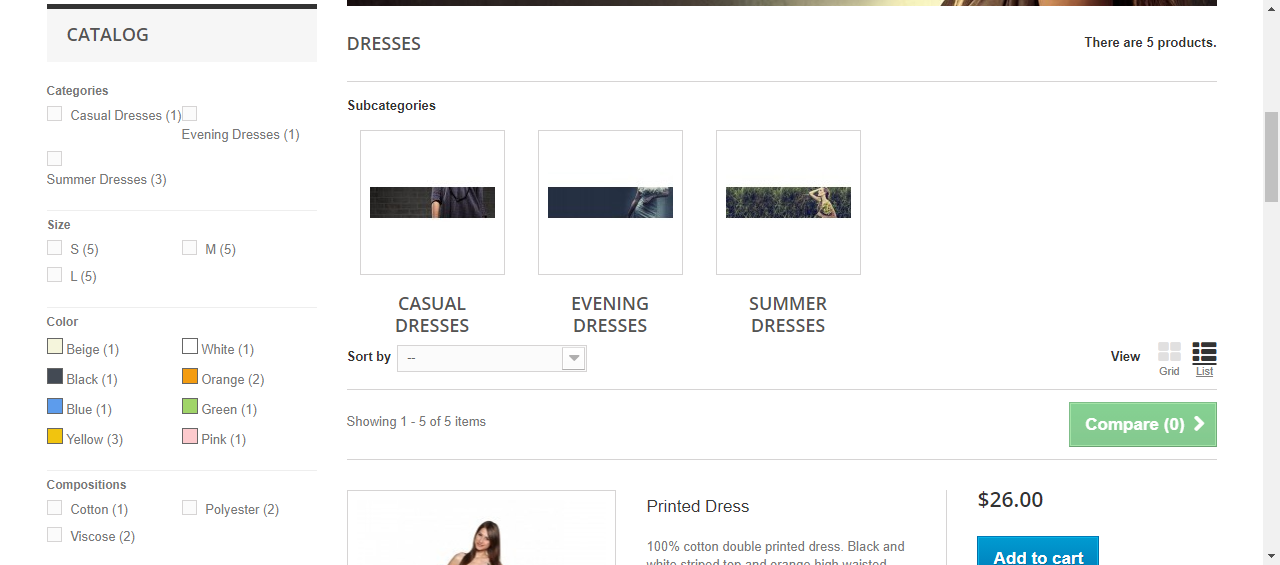 CATALOG
Categories
Casual Dresses (1)
Evening Dresses (1)
Summer Dresses (3)
Size
S (5)
M (5)
L (5)
Color
Beige (1)
White (1)
Black (1)
Orange (2)
Blue (1)
Green (1)
Yellow (3)
Pink (1)
Compositions
Cotton (1)
Polyester (2)
Viscose (2)
DRESSES
There are 5 products.
Subcategories
CASUAL
DRESSES
EVENING
DRESSES
SUMMER
DRESSES
Sort by
--
View
Grid
List
Showing 1 - 5 of 5 items
Compare (0)
Printed Dress
100% cotton double printed dress. Black and
white striped top and orange high waisted
$26.00
Add to cart